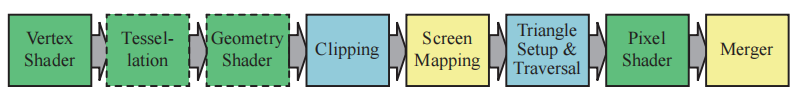 Vertex
Shader
Tessel-
lation
Geometry
Shader
Clipping
Screen
Mapping
Triangle
Setup &
Traversal
Pixel
Shader
Merger